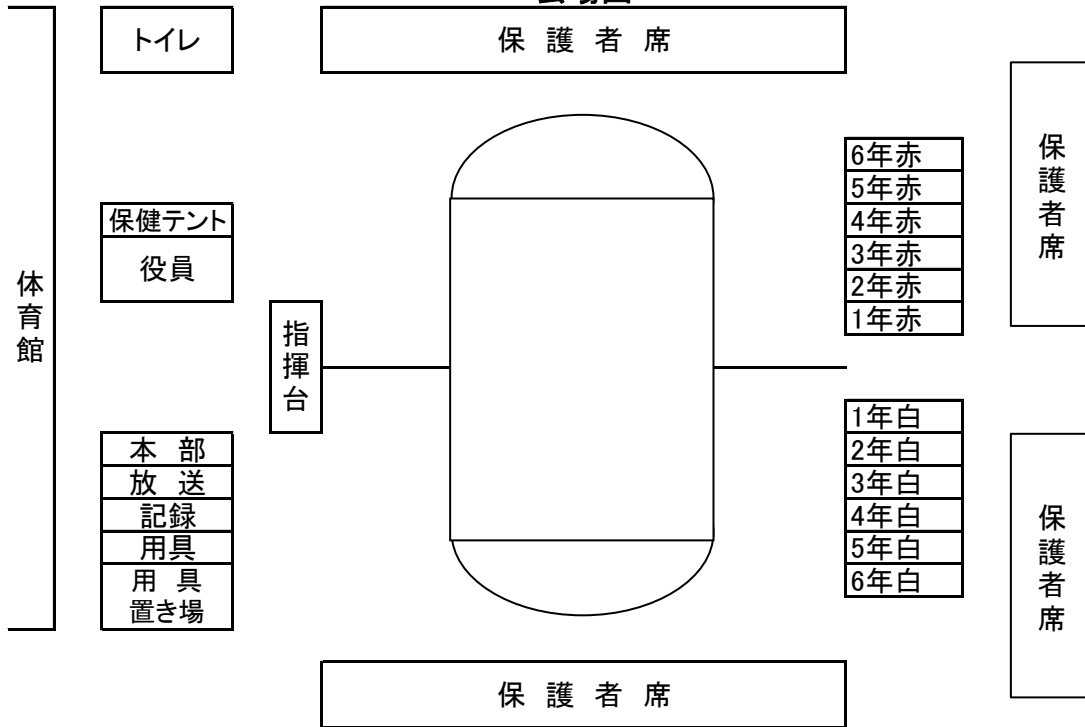 トイレ
保 護 者 席
保護者席
6年赤
5年赤
4年赤
3年赤
2年赤
1年赤
保健テント
役員
体育館
指揮台
本 部
放 送
記録
用具
用 具
置き場
1年白
2年白
3年白
4年白
5年白
6年白
保護者席
保 護 者 席